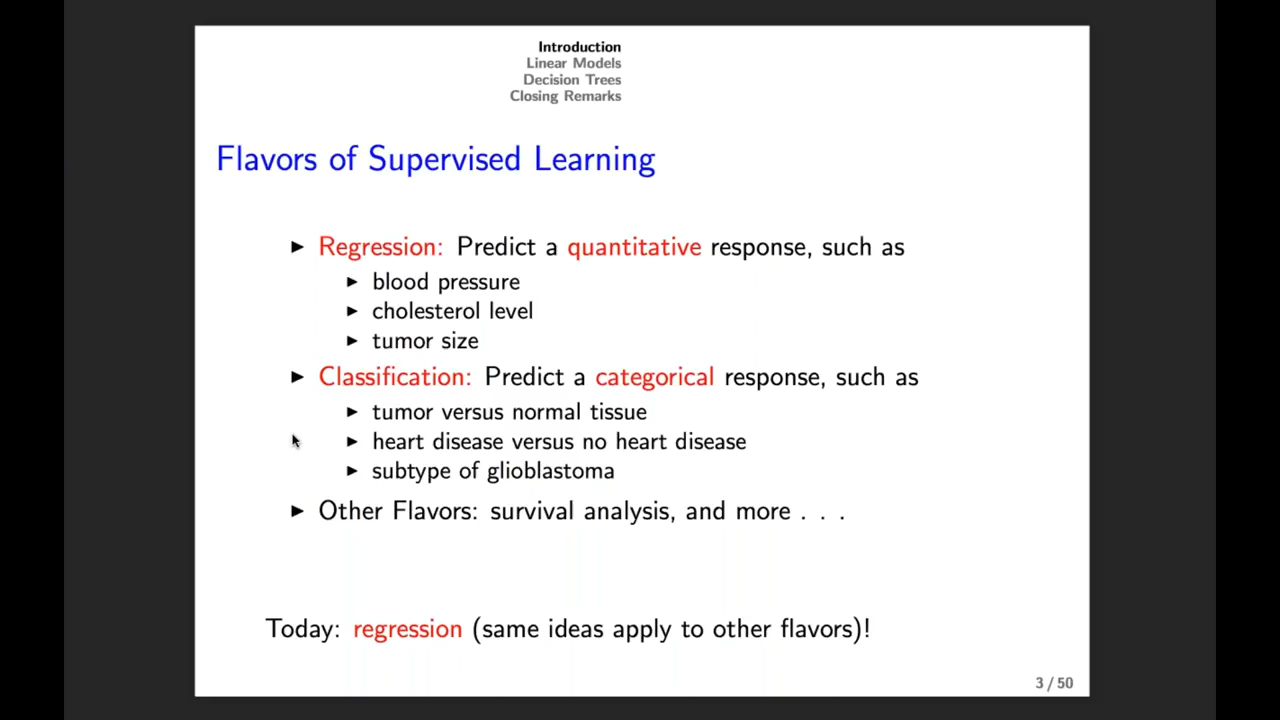 Introduction
Linear Models
Decision Trees
Closing Remarks
Flavors of Supervised Learning
▶ Regression: Predict a quantitative response, such as
▶ blood pressure
▶ cholesterol level
▶ tumor size
▶ Classification: Predict a categorical response, such as
▶ tumor versus normal tissue
▶ heart disease versus no heart disease
▶ subtype of glioblastoma
▶ Other Flavors: survival analysis, and more . . .
Today: regression (same ideas apply to other flavors)!
3 / 50